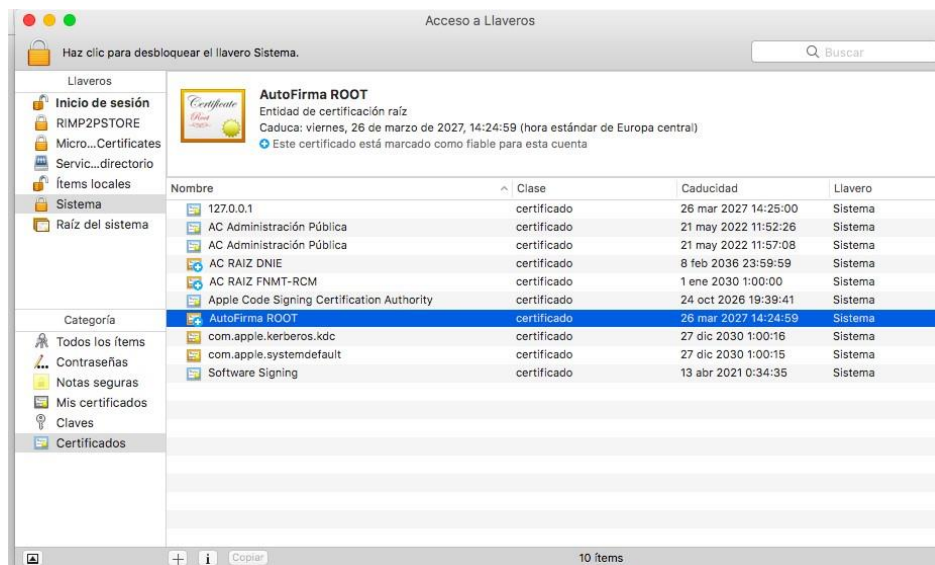 Acceso a Llaveros
Haz clic para desbloquear el llavero Sistema.
Buscar
Llaveros
Inicio de sesión
RIMP2PSTORE
Micro...Certificates
Servic...directorio
Ítems locales
Sistema
Raíz del sistema
Certificate
Root
AutoFirma ROOT
Entidad de certificación raíz
Caduca: viernes, 26 de marzo de 2027, 14:24:59 (hora estándar de Europa central)
Este certificado está marcado como fiable para esta cuenta
Nombre Clase Caducidad Llavero
127.0.0.1 certificado 26 mar 2027 14:25:00 Sistema
AC Administración Pública certificado 21 may 2022 11:52:26 Sistema
AC Administración Pública certificado 21 may 2022 11:57:08 Sistema
AC RAIZ DNIE certificado 8 feb 2036 23:59:59 Sistema
AC RAIZ FNMT-RCM certificado 1 ene 2030 1:00:00 Sistema
Apple Code Signing Certification Authority certificado 24 oct 2026 19:39:41 Sistema
AutoFirma ROOT certificado 26 mar 2027 14:24:59 Sistema
com.apple.kerberos.kdc certificado 27 dic 2030 1:00:16 Sistema
com.apple.systemdefault certificado 27 dic 2030 1:00:15 Sistema
Software Signing certificado 13 abr 2021 0:34:35 Sistema
Categoría
Todos los ítems
Contraseñas
Notas seguras
Mis certificados
Claves
Certificados
Copiar
10 ítems